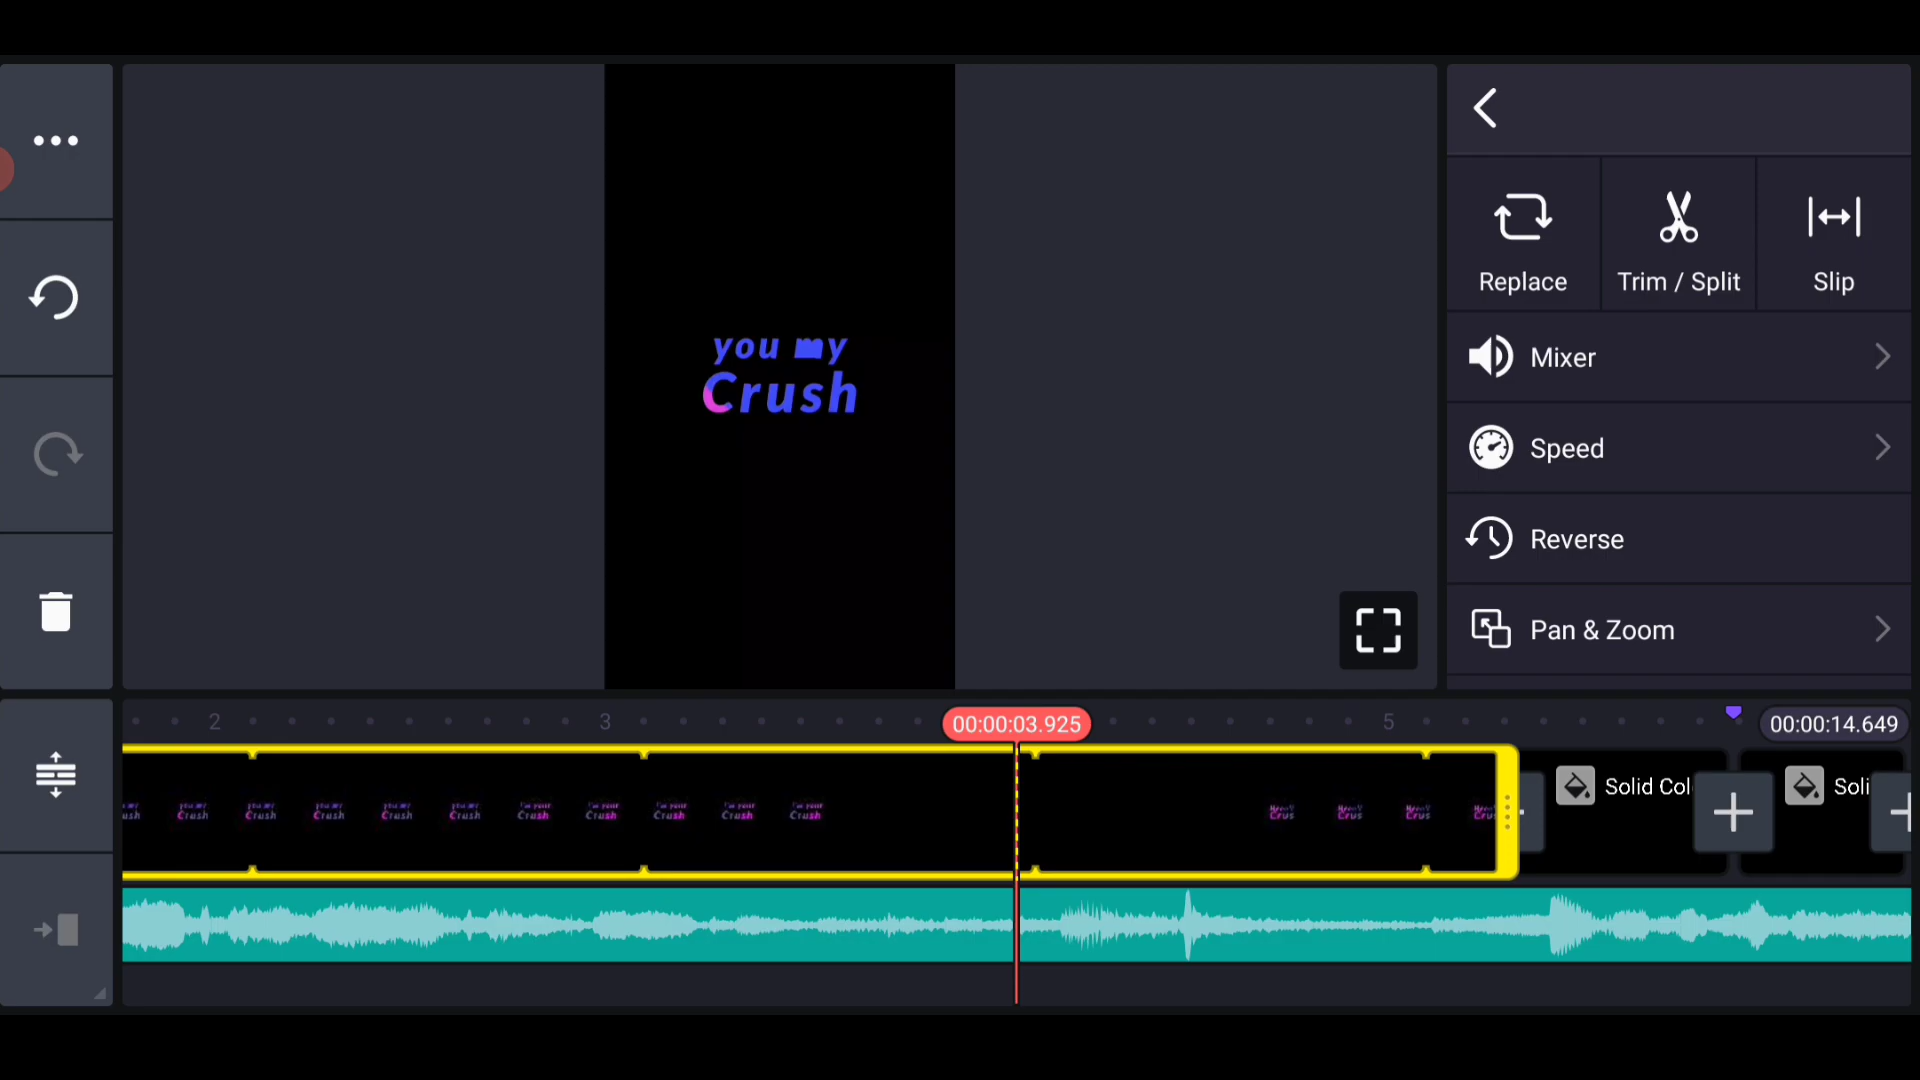 you my
Crush
Replace
Trim / Split
Slip
Mixer
Speed
Reverse
Pan & Zoom
2
3
00:00:03.925
5
00:00:14.649
Solid Col
Soli